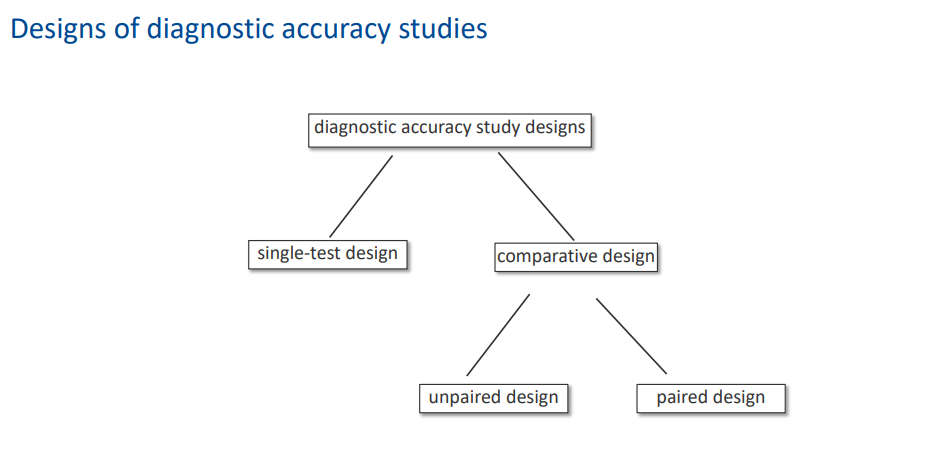 Designs of diagnostic accuracy studies
diagnostic accuracy study designs
single-test design
comparative design
unpaired design
paired design